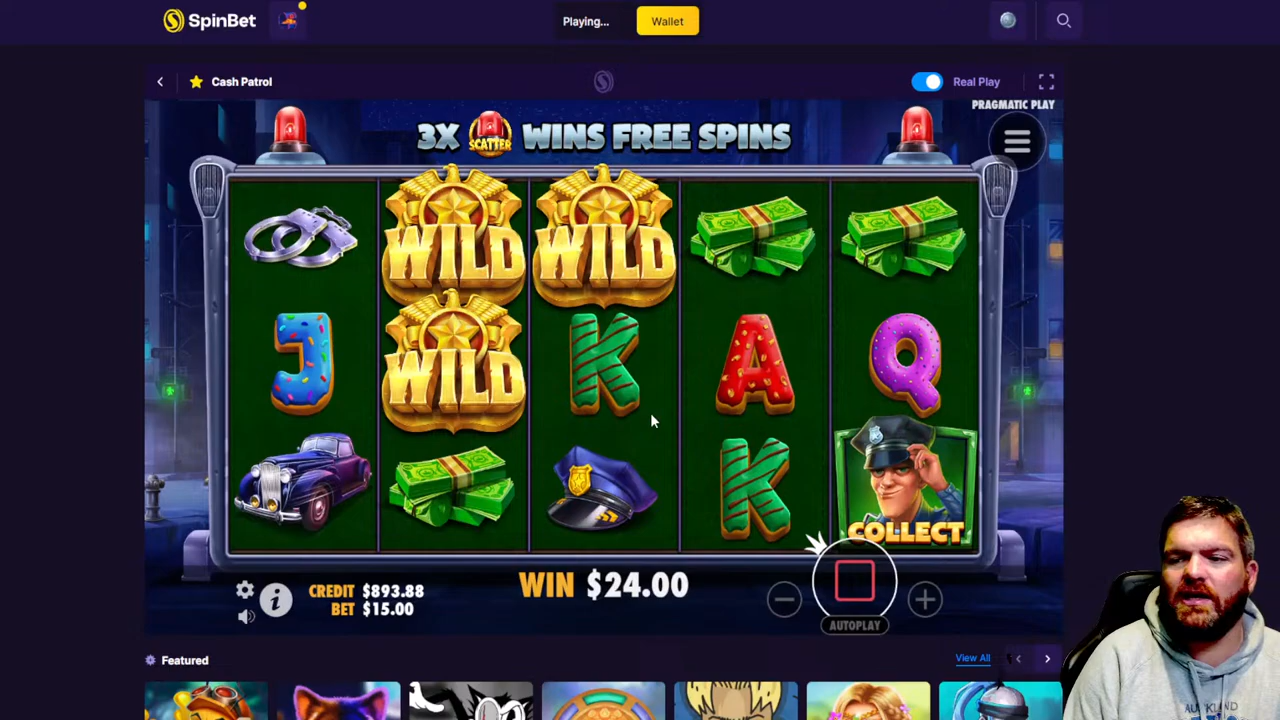 SpinBet
Playing...
Wallet
Cash Patrol
Real Play
PRAGMATIC PLAY
3X SCATTER WINS FREE SPINS
WILD WILD
J WILD K A Q
K
COLLECT
CREDIT $893.88
BET $15.00
WIN $24.00
AUTOPLAY
Featured
View All
AUCKLAND